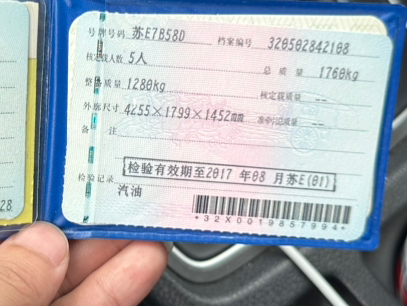 号牌号码 苏E7B58D 档案编号 320502842108
核定载人数 5人 总质量 1760kg
整备质量 1280kg 核定载质量 --
外廓尺寸 4255×1799×1452mm 准牵引总质量 --
备注
检验有效期至2017年08月苏E(01)
检验记录
汽油
*32X0019857994*
28